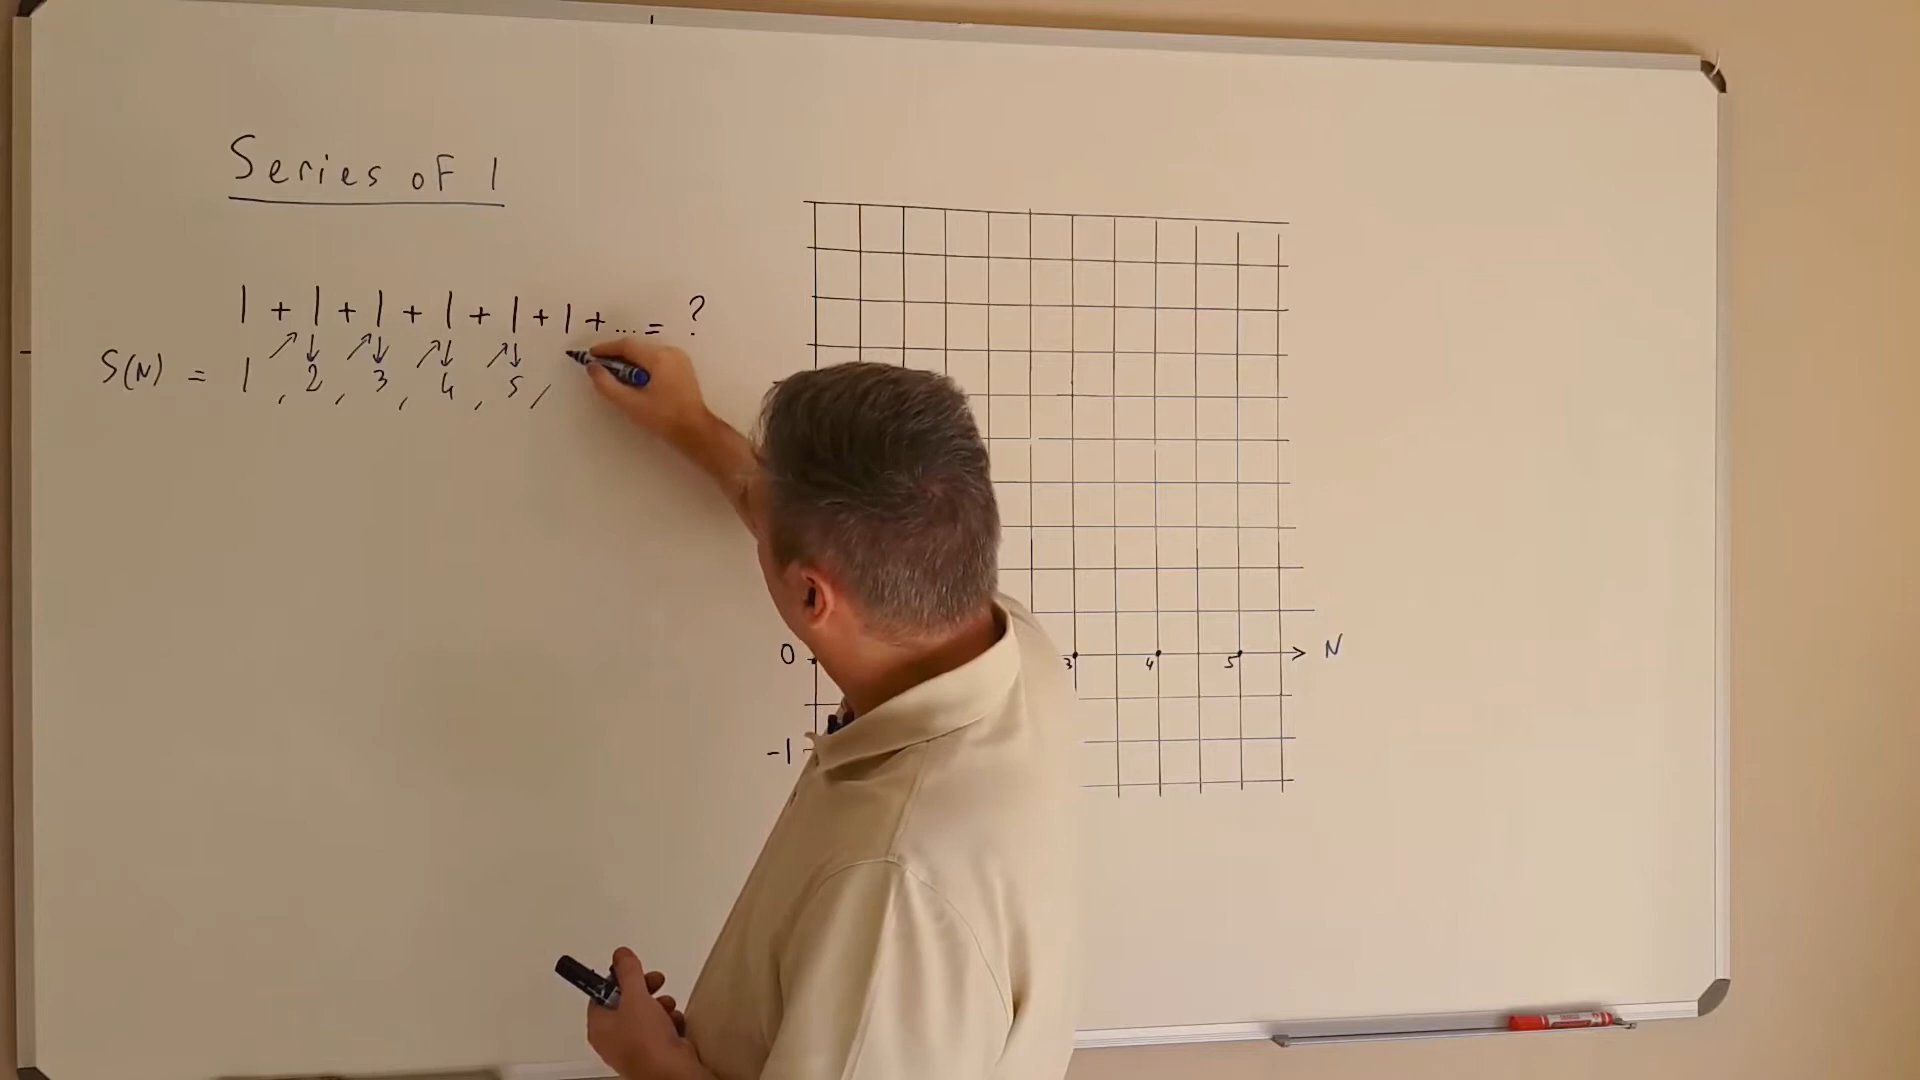 Series of 1
1 + 1 + 1 + 1 + 1 + 1 + ... = ?
↗ ↓ ↗ ↓ ↗ ↓ ↗ ↓
S(N) = 1 , 2 , 3 , 4 , 5 ,
0 3 4 5 N
-1